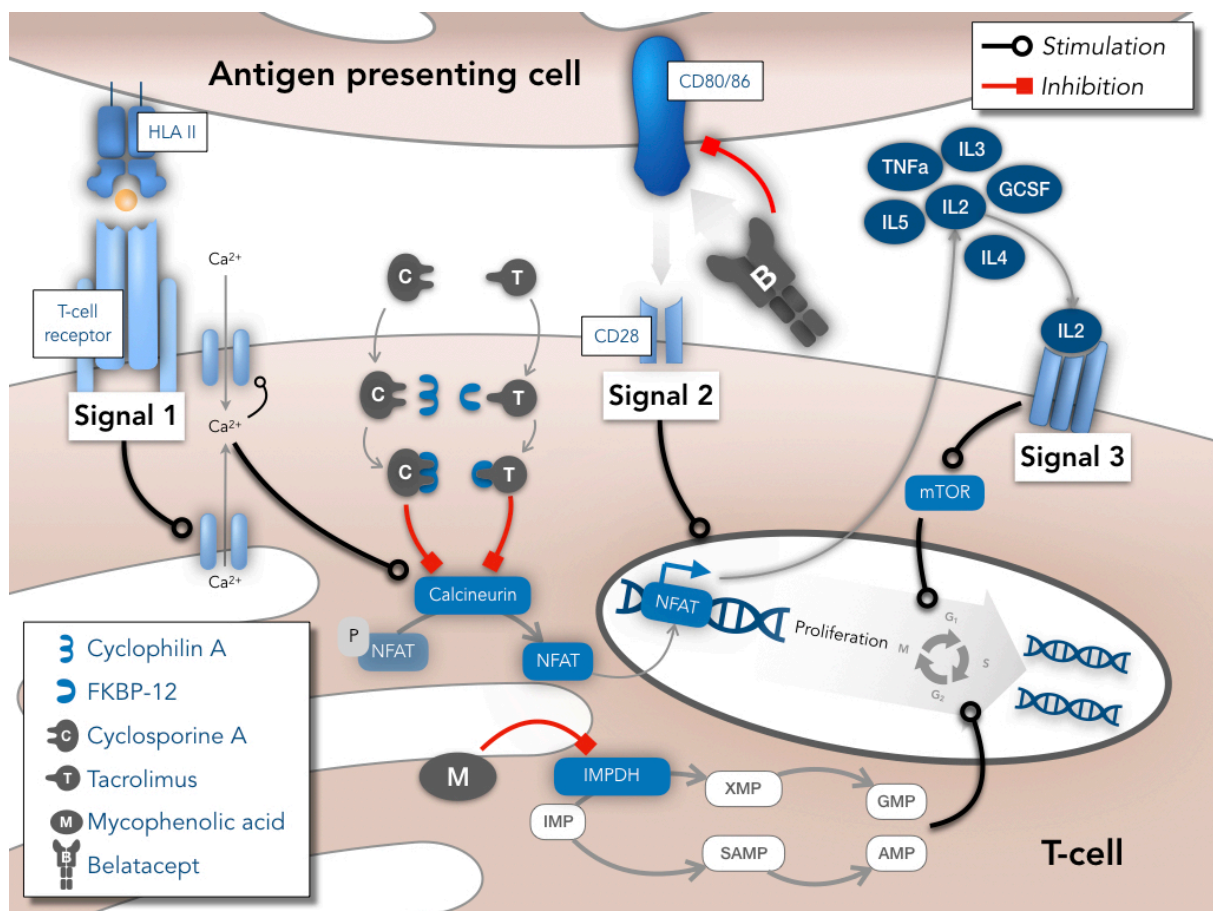 Antigen presenting cell
CD80/86
Stimulation
Inhibition
HLA II
IL3
TNFa
GCSF
IL2
IL5
IL4
B
Ca²⁺
C
T
T-cell
receptor
CD28
IL2
C
T
Signal 1
Ca²⁺
Signal 2
Signal 3
C
T
mTOR
Ca²⁺
Calcineurin
NFAT
G₁
P
NFAT
NFAT
Proliferation
M
S
G₂
Cyclophilin A
FKBP-12
C
Cyclosporine A
T
Tacrolimus
M
Mycophenolic acid
B
Belatacept
M
IMPDH
XMP
GMP
IMP
SAMP
AMP
T-cell